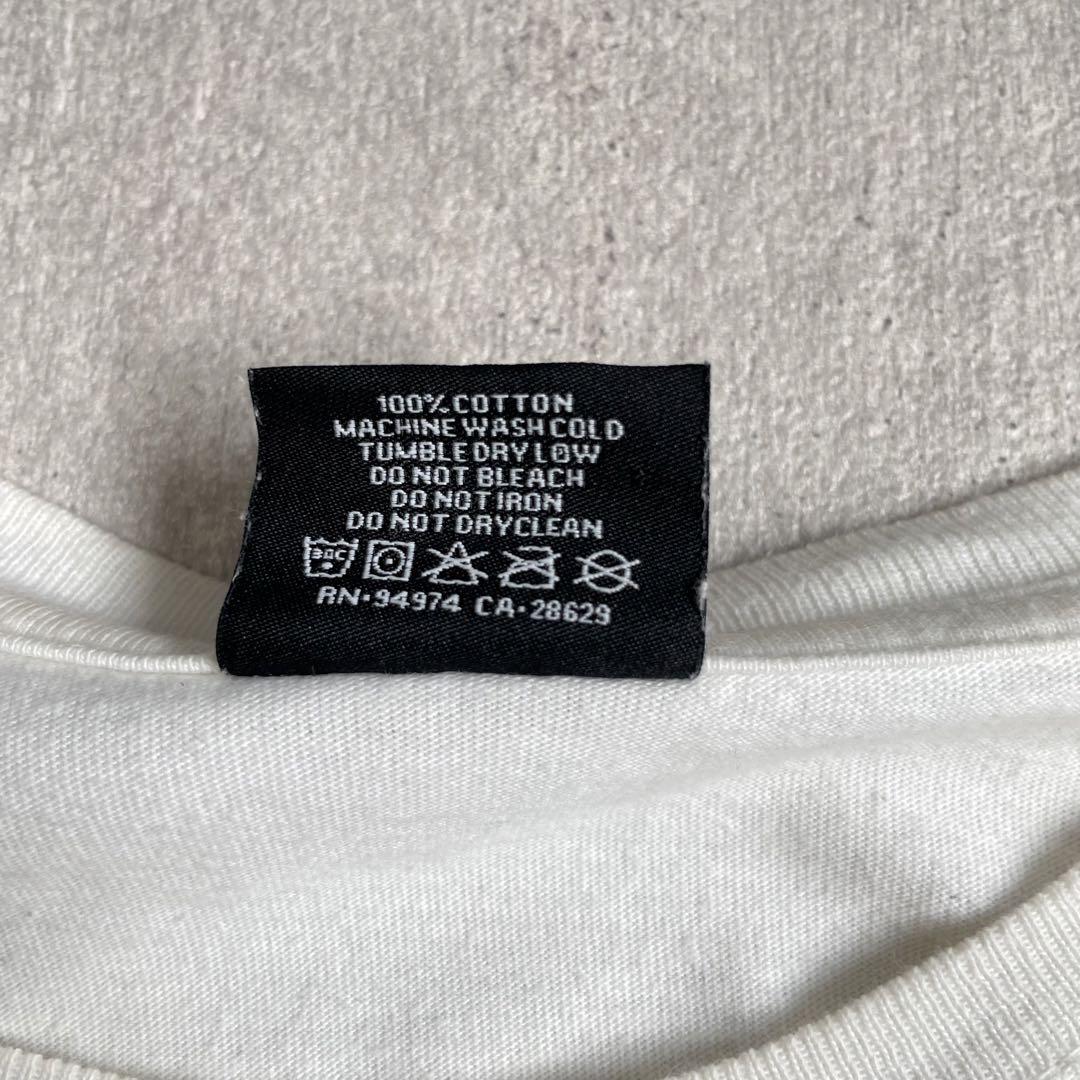 100% COTTON
MACHINE WASH COLD
TUMBLE DRY LOW
DO NOT BLEACH
DO NOT IRON
DO NOT DRYCLEAN
30C
RN·94974 CA·28629